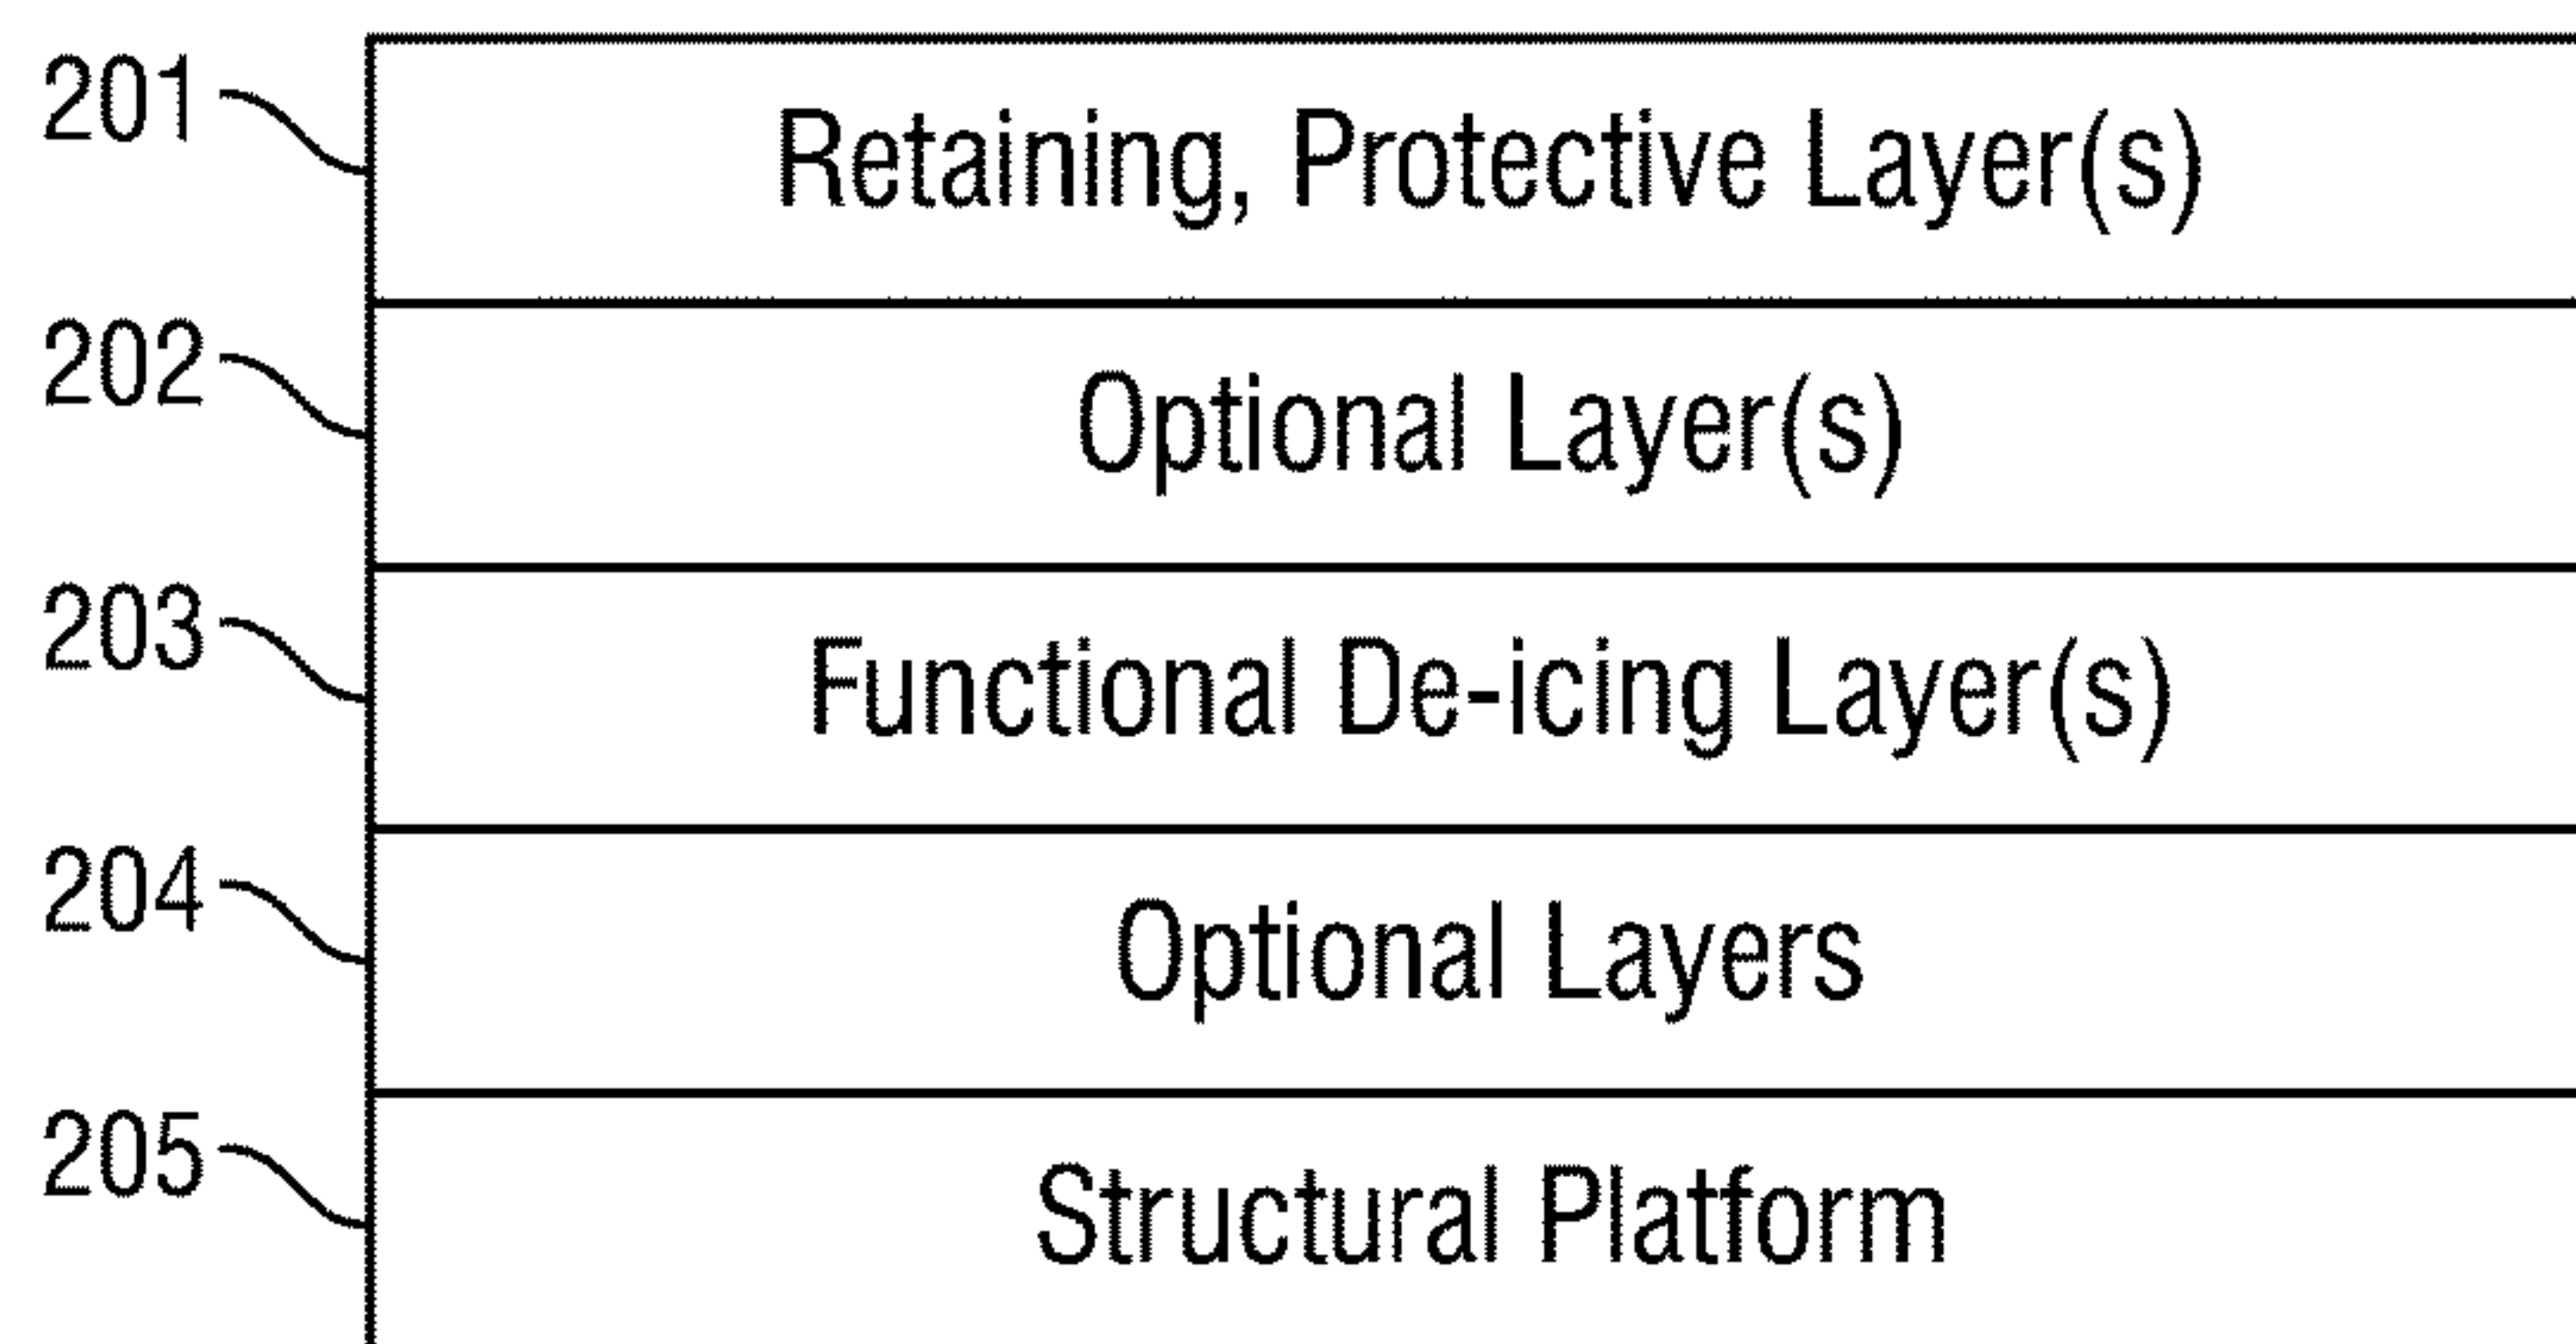 201 Retaining, Protective Layer(s)
202 Optional Layer(s)
203 Functional De-icing Layer(s)
204 Optional Layers
205 Structural Platform